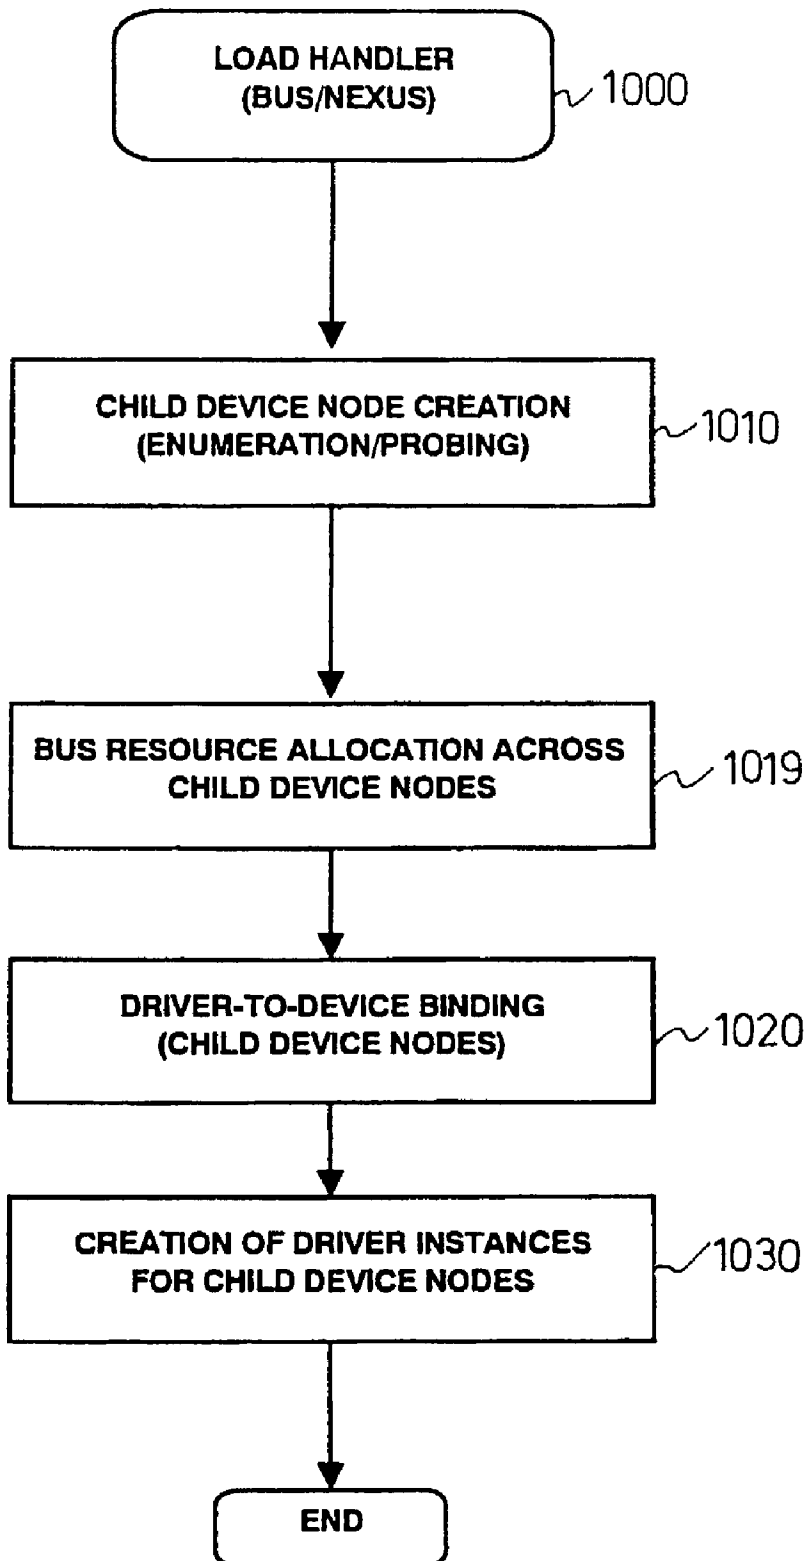 LOAD HANDLER
(BUS/NEXUS)
1000
CHILD DEVICE NODE CREATION
(ENUMERATION/PROBING)
1010
BUS RESOURCE ALLOCATION ACROSS
CHILD DEVICE NODES
1019
DRIVER-TO-DEVICE BINDING
(CHILD DEVICE NODES)
1020
CREATION OF DRIVER INSTANCES
FOR CHILD DEVICE NODES
1030
END